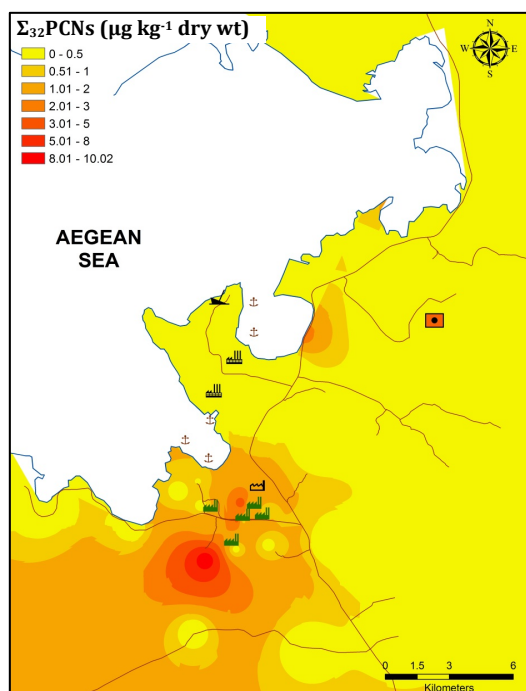 Σ₃₂PCNs (µg kg⁻¹ dry wt)
0 - 0.5
0.51 - 1
1.01 - 2
2.01 - 3
3.01 - 5
5.01 - 8
8.01 - 10.02
N
W E
S
AEGEAN
SEA
0 1.5 3 6
Kilometers